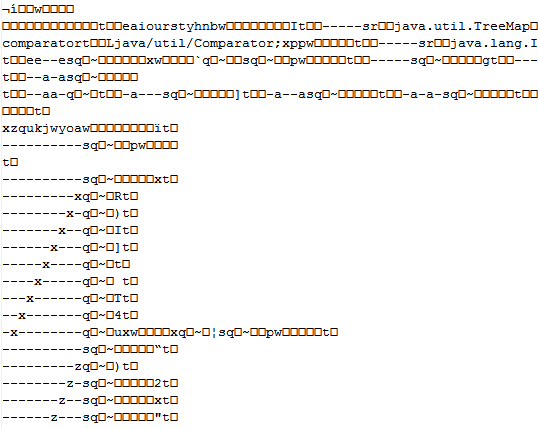 ¬í□□w□□□□
□□□□□□□□□□□□t□□eaiourstyhnbw□□□□□□□□It□□-----sr□□java.util.TreeMap□
comparatort□□Ljava/util/Comparator;xppw□□□□□t□□-----sr□□java.lang.I
t□□ee--esq□~□□□□□□xw□□□□`q□~□□sq□~□□pw□□□□□t□□-----sq□~□□□□□gt□□---
t□□--a-asq□~□□□□□
t□□--aa-q□~□t□□-a---sq□~□□□□□]t□□-a--asq□~□□□□□t□□-a-a-sq□~□□□□□t□□
□□□□t□
xzqukjwyoaw□□□□□□□□ït□
----------sq□~□□pw□□□□
t□
----------sq□~□□□□□xt□
---------xq□~□Rt□
--------x-q□~□)t□
-------x--q□~□It□
------x---q□~□]t□
-----x----q□~□t□
----x-----q□~□ t□
---x------q□~□Tt□
--x-------q□~□4t□
-x--------q□~□uxw□□□□xq□~□¦sq□~□□pw□□□□□t□
----------sq□~□□□□□“t□
---------zq□~□)t□
--------z-sq□~□□□□□2t□
-------z--sq□~□□□□□xt□
------z---sq□~□□□□□"t□